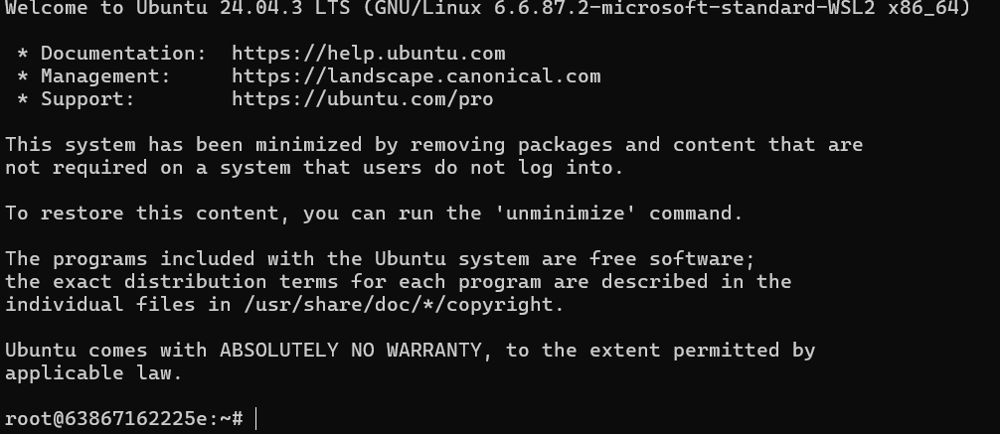 Welcome to Ubuntu 24.04.3 LTS (GNU/Linux 6.6.87.2-microsoft-standard-WSL2 x86_64)

 * Documentation:  https://help.ubuntu.com
 * Management:     https://landscape.canonical.com
 * Support:        https://ubuntu.com/pro

This system has been minimized by removing packages and content that are
not required on a system that users do not log into.

To restore this content, you can run the 'unminimize' command.

The programs included with the Ubuntu system are free software;
the exact distribution terms for each program are described in the
individual files in /usr/share/doc/*/copyright.

Ubuntu comes with ABSOLUTELY NO WARRANTY, to the extent permitted by
applicable law.

root@63867162225e:~#